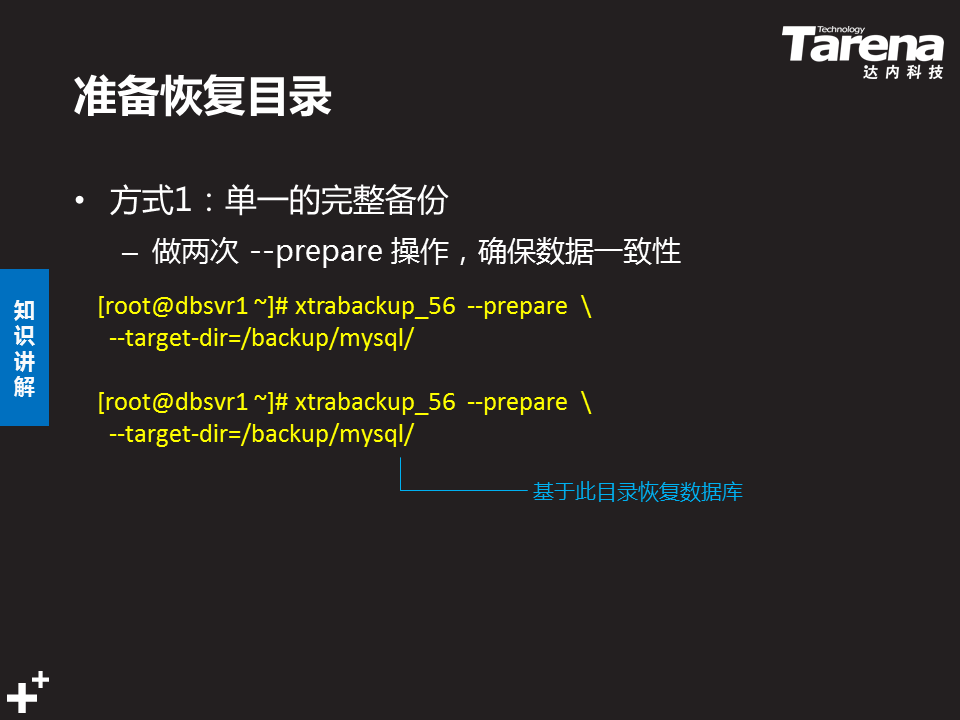 Technology
Tarena
达内科技
准备恢复目录
• 方式1：单一的完整备份
– 做两次 --prepare 操作，确保数据一致性
知识讲解
[root@dbsvr1 ~]# xtrabackup_56 --prepare \
--target-dir=/backup/mysql/
[root@dbsvr1 ~]# xtrabackup_56 --prepare \
--target-dir=/backup/mysql/
基于此目录恢复数据库